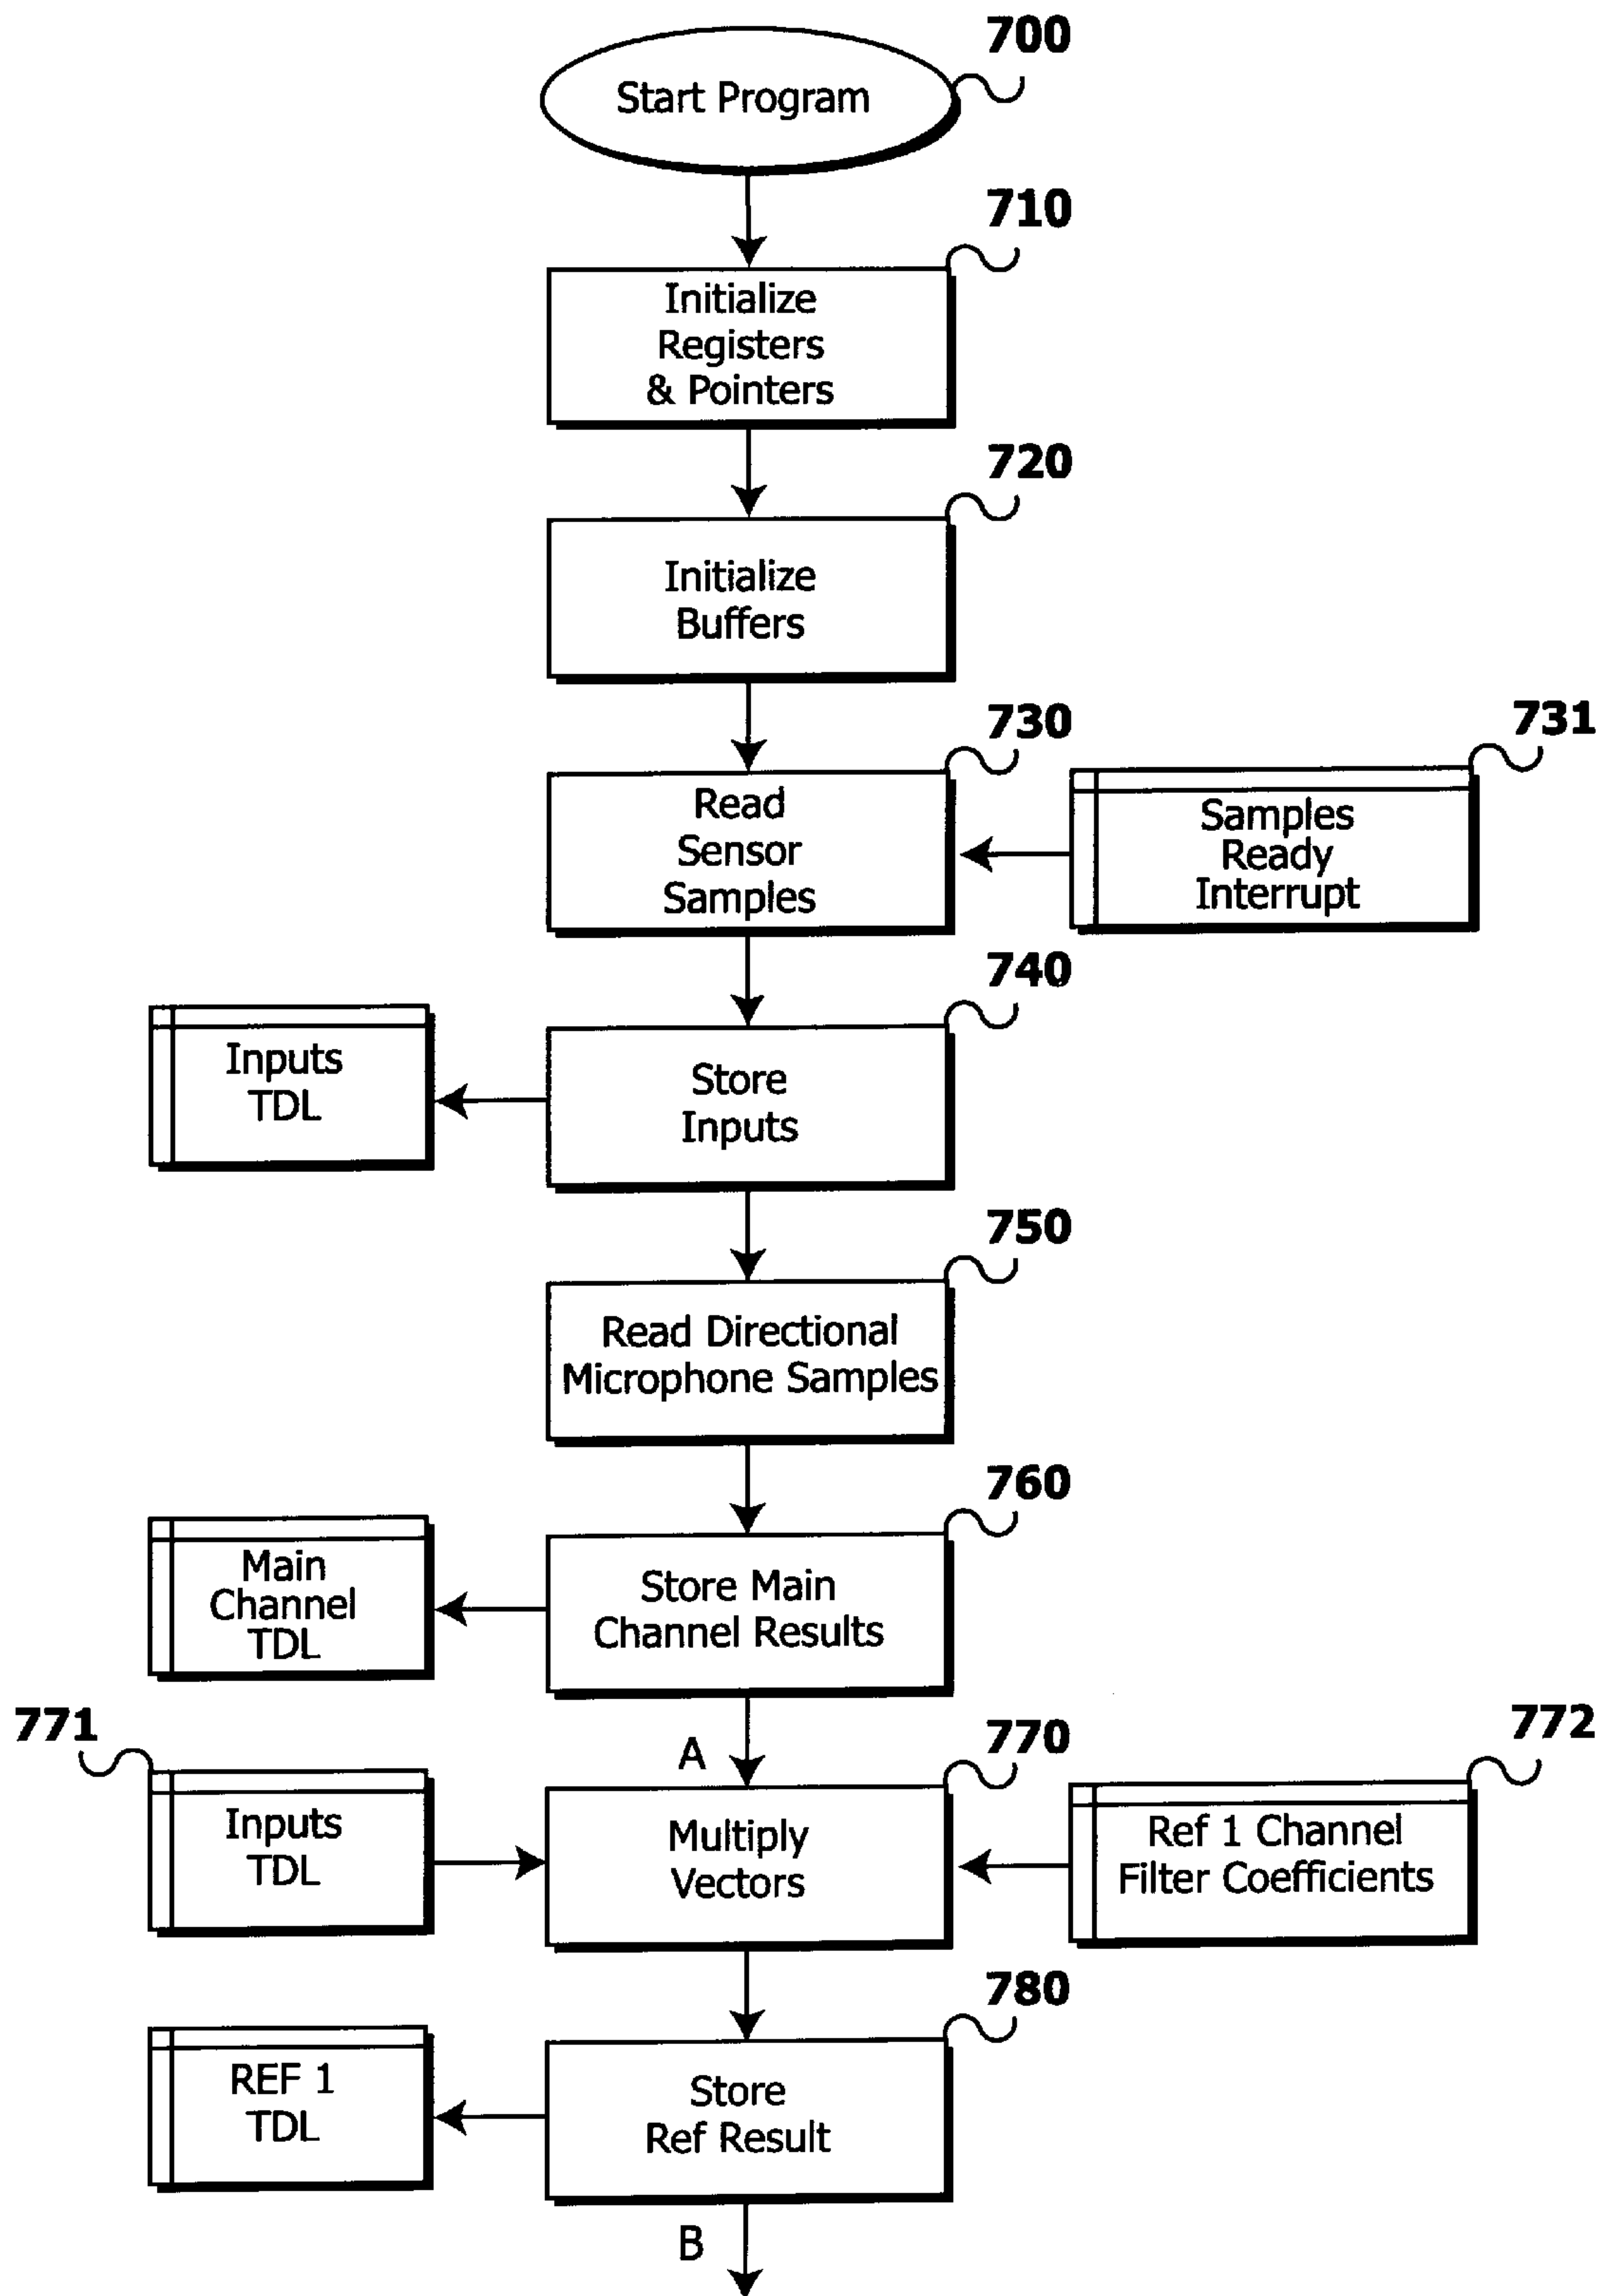 700
Start Program
710
Initialize
Registers
& Pointers
720
Initialize
Buffers
730
731
Read
Sensor
Samples
Samples
Ready
Interrupt
740
Inputs
TDL
Store
Inputs
750
Read Directional
Microphone Samples
760
Main
Channel
TDL
Store Main
Channel Results
771
A
770
772
Inputs
TDL
Multiply
Vectors
Ref 1 Channel
Filter Coefficients
780
REF 1
TDL
Store
Ref Result
B